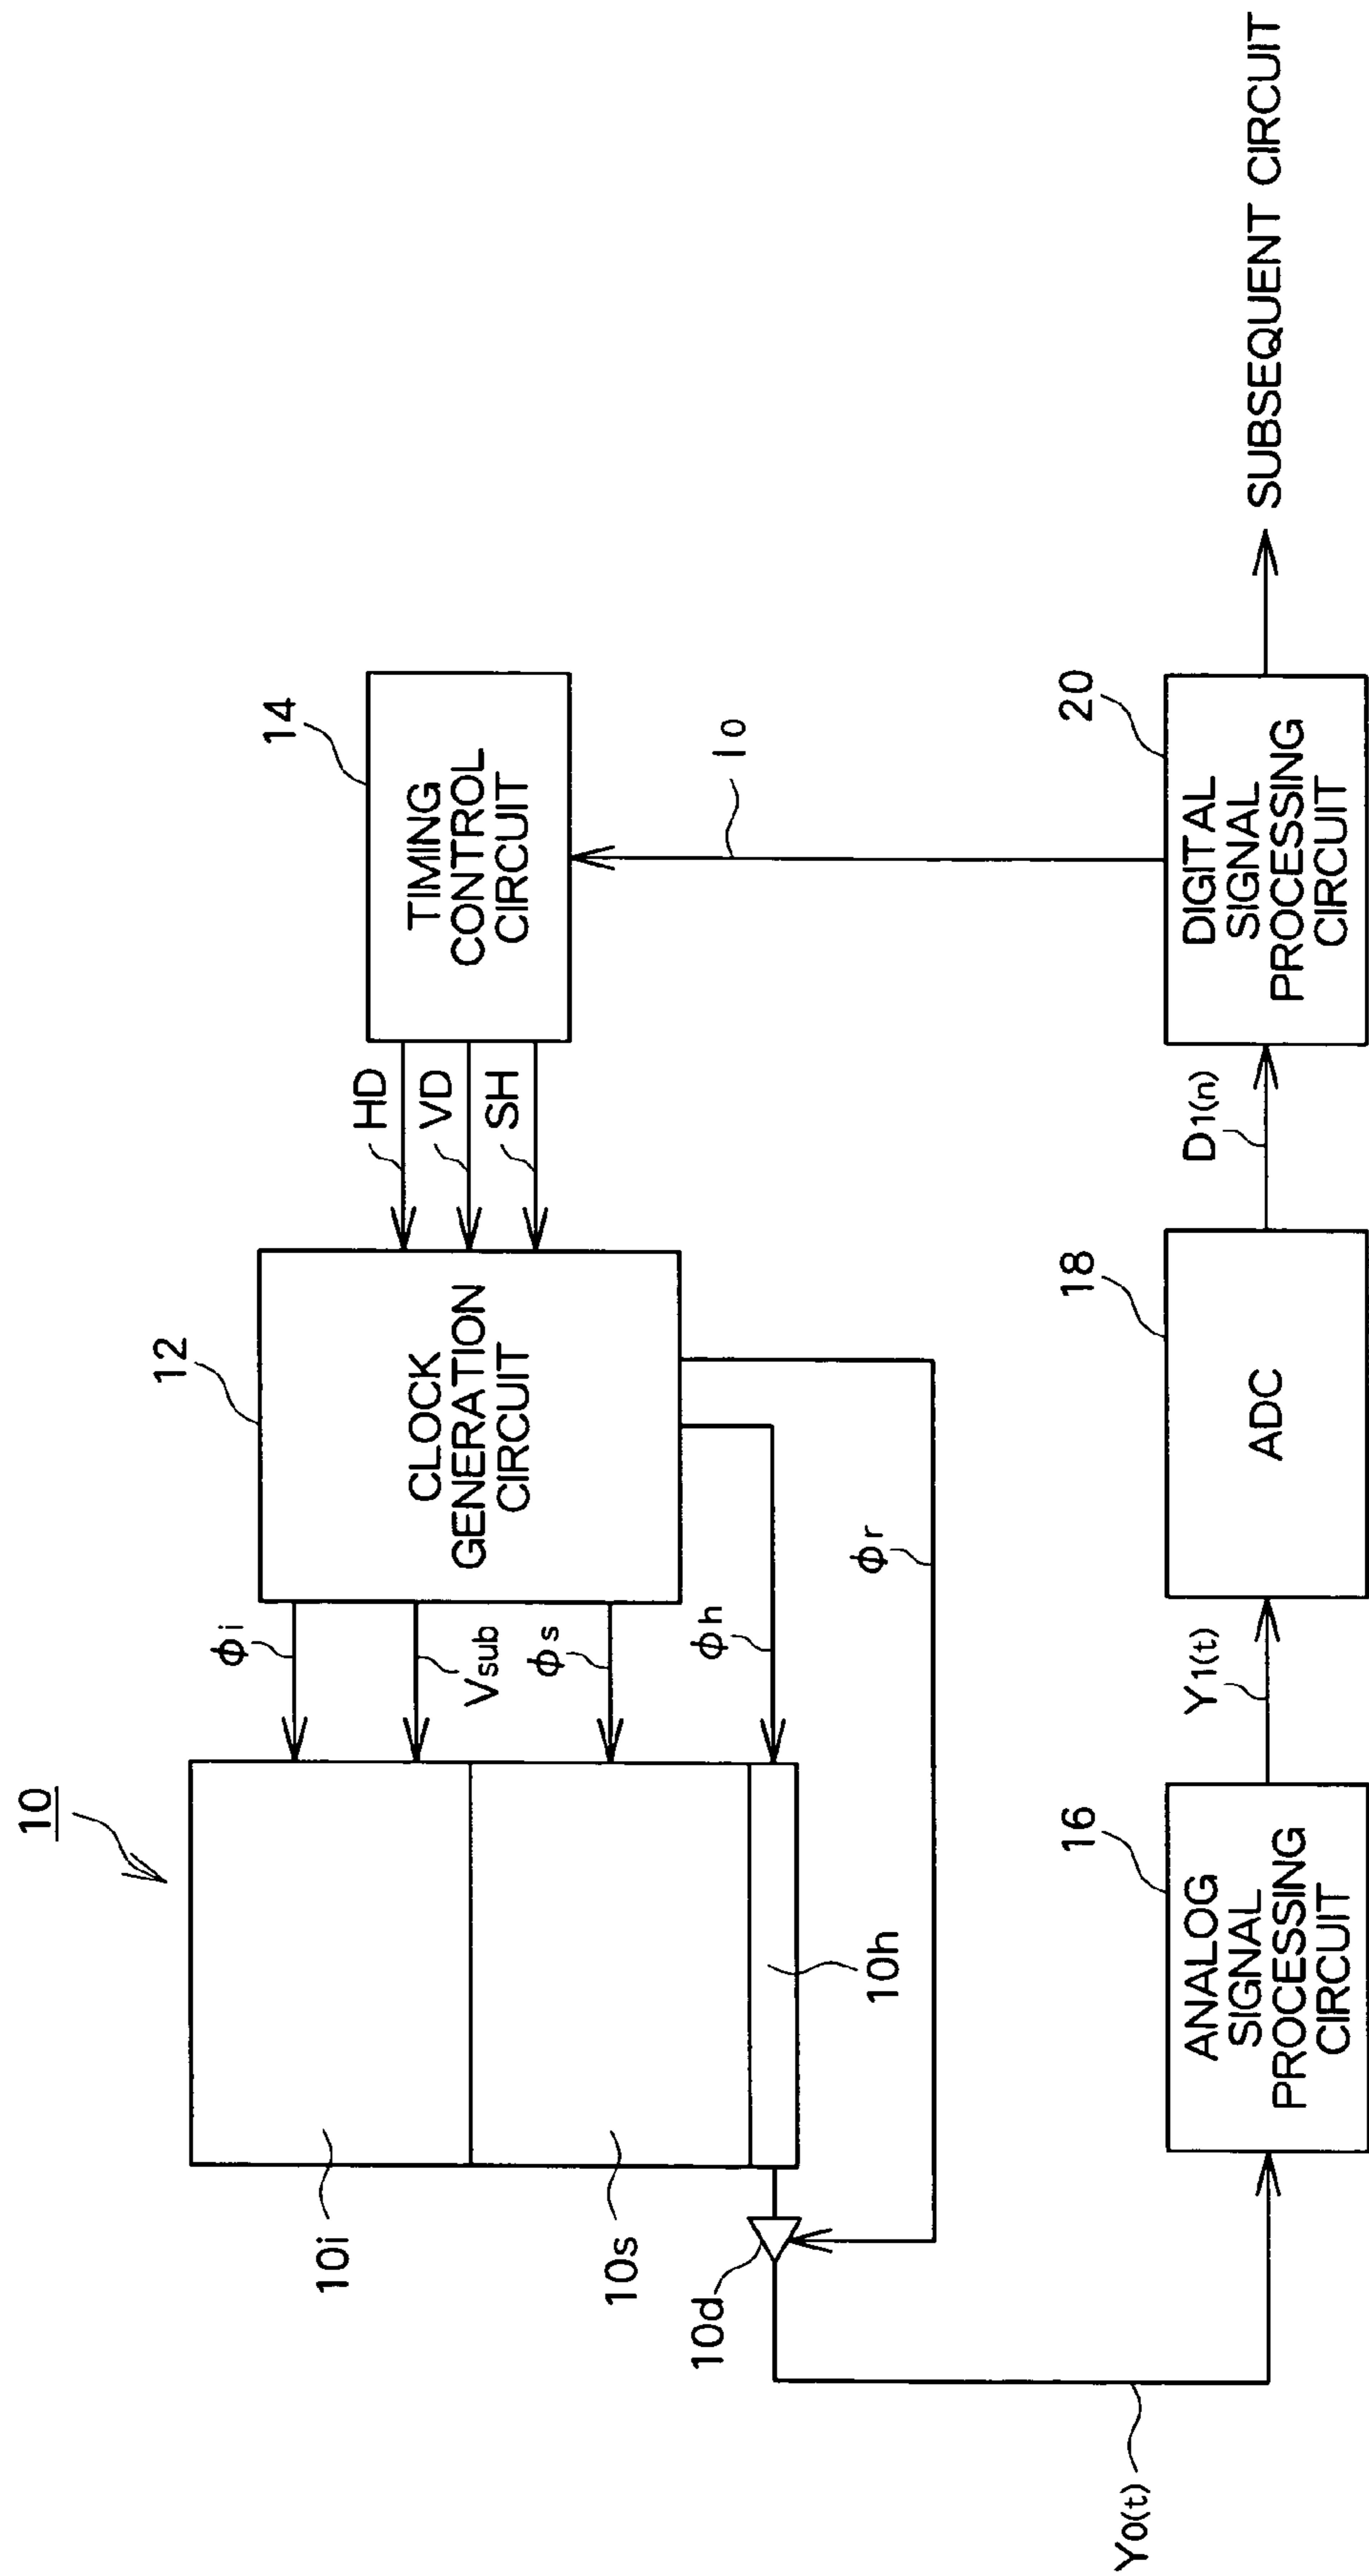 10
12
14
CLOCK
GENERATION
CIRCUIT
TIMING
CONTROL
CIRCUIT
HD
VD
SH
ϕi
Vsub
ϕs
ϕh
ϕr
10i
10s
10h
10d
I0
Y0(t)
16
ANALOG
SIGNAL
PROCESSING
CIRCUIT
Y1(t)
18
ADC
D1(n)
20
DIGITAL
SIGNAL
PROCESSING
CIRCUIT
SUBSEQUENT CIRCUIT